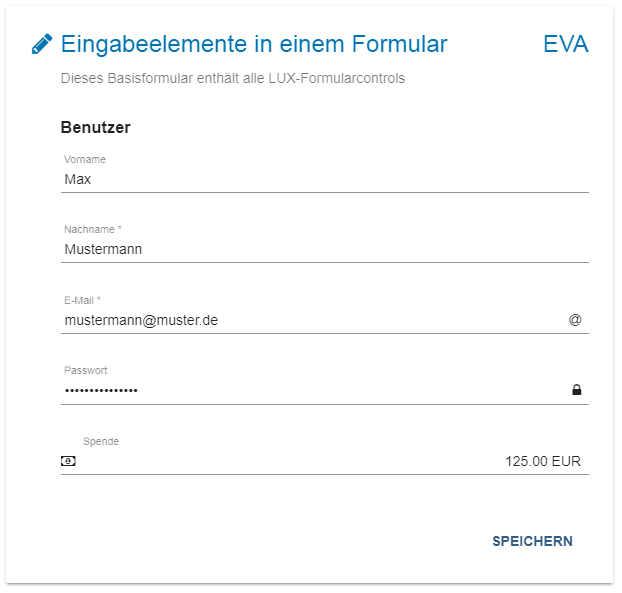 Eingabeelemente in einem Formular EVA
Dieses Basisformular enthält alle LUX-Formularcontrols
Benutzer
Vorname
Max
Nachname *
Mustermann
E-Mail *
mustermann@muster.de @
Passwort
•••••••••••••••
Spende
125.00 EUR
SPEICHERN